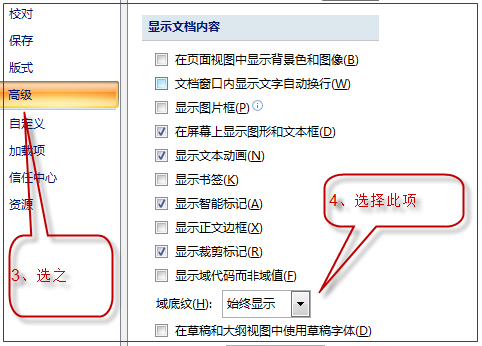 校对
保存
版式
高级
自定义
加载项
信任中心
资源
3、选之
显示文档内容
在页面视图中显示背景色和图像(B)
文档窗口内显示文字自动换行(W)
显示图片框(P)
在屏幕上显示图形和文本框(D)
显示文本动画(N)
显示书签(K)
显示智能标记(A)
显示正文边框(X)
显示裁剪标记(R)
显示域代码而非域值(F)
域底纹(H): 始终显示
在草稿和大纲视图中使用草稿字体(D)
4、选择此项